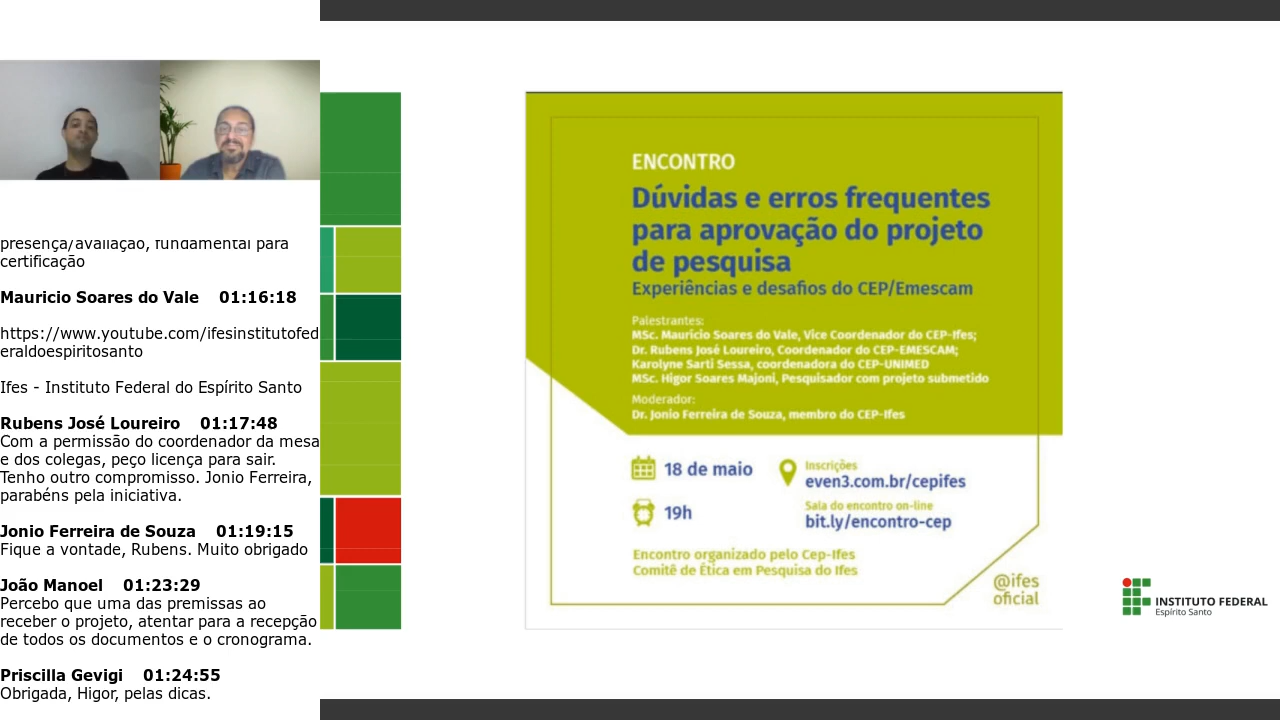 presença/avaliação, fundamental para
certificação
Mauricio Soares do Vale 01:16:18
https://www.youtube.com/ifesinstitutofed
eraldoespiritosanto
Ifes - Instituto Federal do Espírito Santo
Rubens José Loureiro 01:17:48
Com a permissão do coordenador da mesa
e dos colegas, peço licença para sair.
Tenho outro compromisso. Jonio Ferreira,
parabéns pela iniciativa.
Jonio Ferreira de Souza 01:19:15
Fique a vontade, Rubens. Muito obrigado
João Manoel 01:23:29
Percebo que uma das premissas ao
receber o projeto, atentar para a recepção
de todos os documentos e o cronograma.
Priscilla Gevigi 01:24:55
Obrigada, Higor, pelas dicas.
ENCONTRO
Dúvidas e erros frequentes
para aprovação do projeto
de pesquisa
Experiências e desafios do CEP/Emescam
Palestrantes:
MSc. Maurício Soares do Vale, Vice Coordenador do CEP-Ifes;
Dr. Rubens José Loureiro, Coordenador do CEP-EMESCAM;
Karolyne Sarti Sessa, coordenadora do CEP-UNIMED
MSc. Higor Soares Majoni, Pesquisador com projeto submetido
Moderador:
Dr. Jonio Ferreira de Souza, membro do CEP-Ifes
18 de maio
Inscrições
even3.com.br/cepifes
19h
Sala do encontro on-line
bit.ly/encontro-cep
Encontro organizado pelo Cep-Ifes
Comitê de Ética em Pesquisa do Ifes
@ifes
oficial
INSTITUTO FEDERAL
Espírito Santo